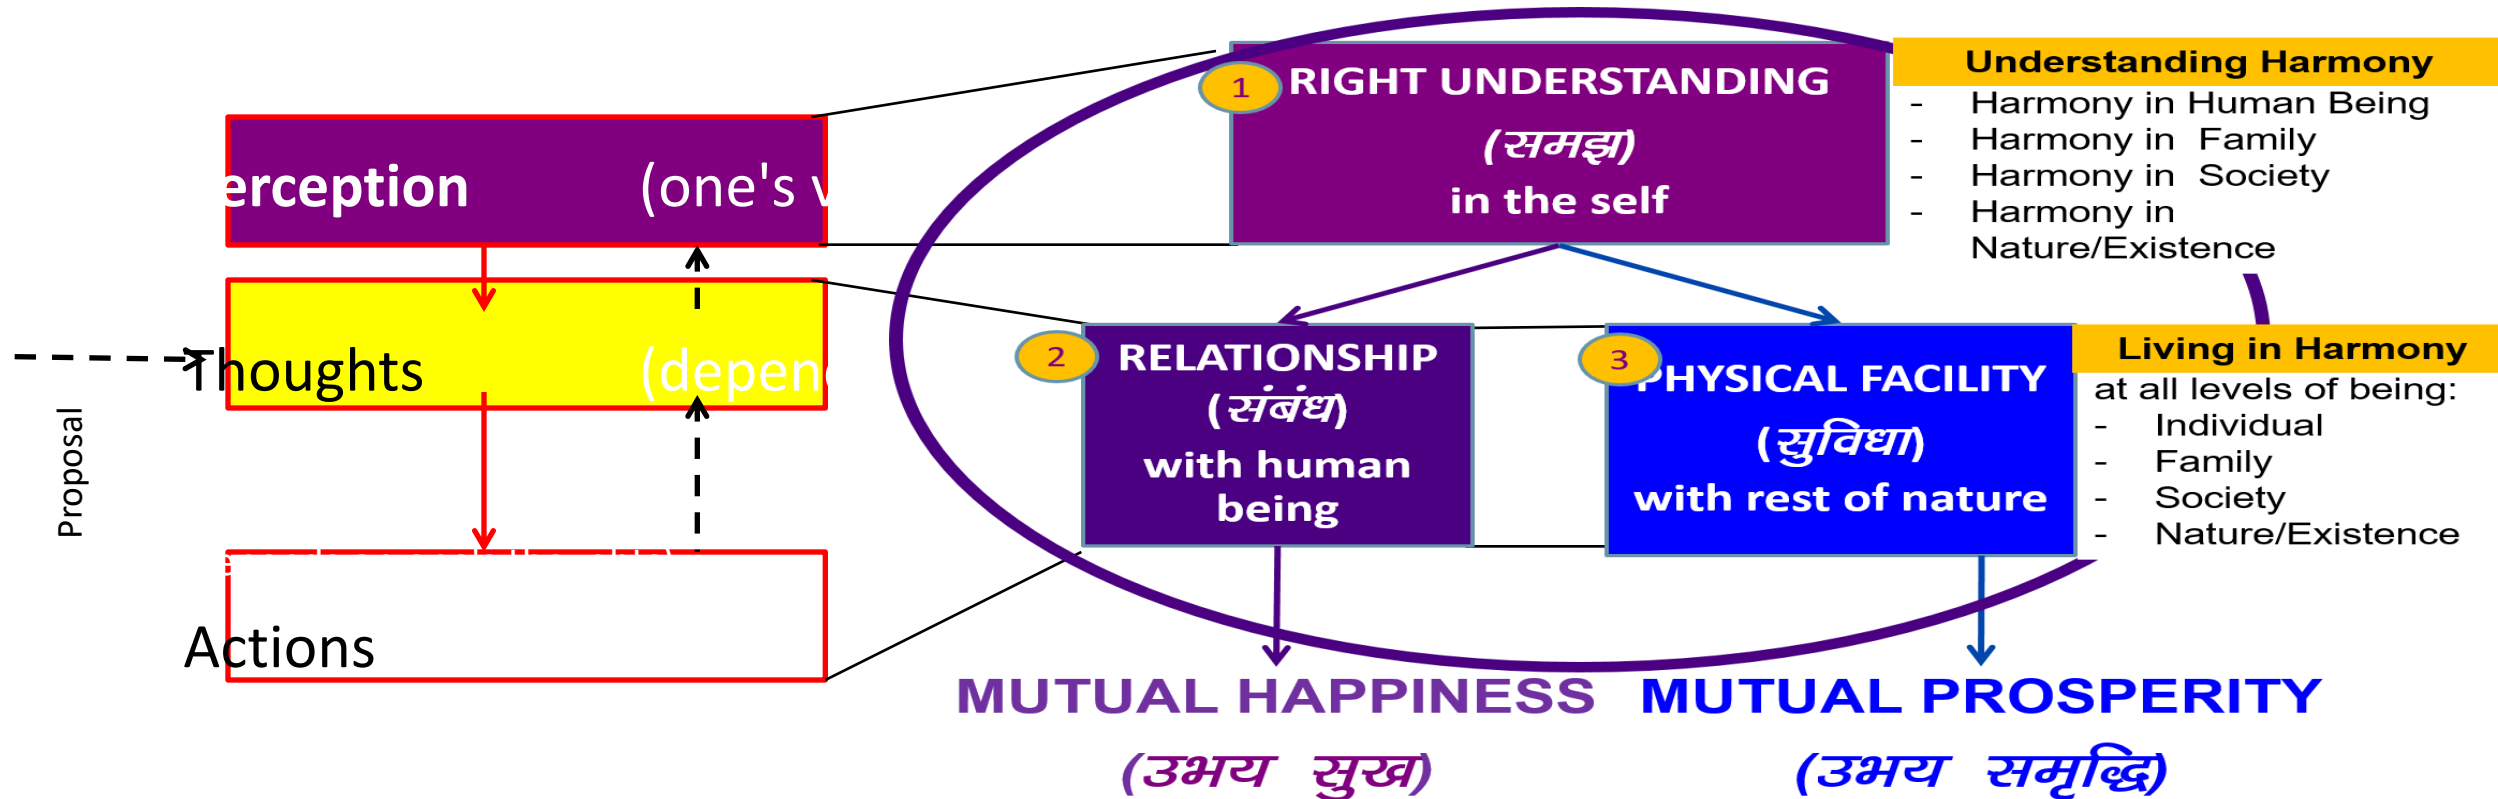 Proposal
erception (one's
Thoughts (depen
Actions
1
RIGHT UNDERSTANDING
(समझ)
in the self
Understanding Harmony
- Harmony in Human Being
- Harmony in Family
- Harmony in Society
- Harmony in
Nature/Existence
2
RELATIONSHIP
(संबंध)
with human
being
3
PHYSICAL FACILITY
(सुविधा)
with rest of nature
Living in Harmony
at all levels of being:
- Individual
- Family
- Society
- Nature/Existence
MUTUAL HAPPINESS
(उभय सुख)
MUTUAL PROSPERITY
(उभय समृद्धि)